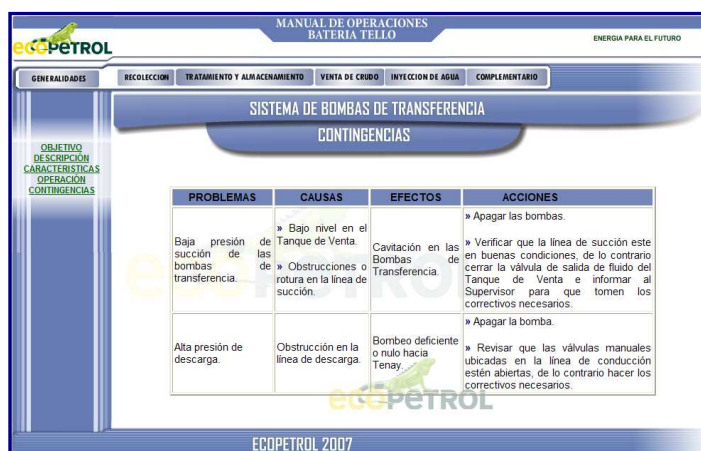 MANUAL DE OPERACIONES
BATERIA TELLO
ecopetrol
ENERGIA PARA EL FUTURO
GENERALIDADES
RECOLECCION
TRATAMIENTO Y ALMACENAMIENTO
VENTA DE CRUDO
INYECCION DE AGUA
COMPLEMENTARIO
SISTEMA DE BOMBAS DE TRANSFERENCIA
CONTINGENCIAS
OBJETIVO
DESCRIPCIÓN
CARACTERISTICAS
OPERACIÓN
CONTINGENCIAS
PROBLEMAS
CAUSAS
EFECTOS
ACCIONES
Baja presión de
succión de las
bombas de
transferencia.
» Bajo nivel en el
Tanque de Venta.
» Obstrucciones o
rotura en la línea de
succión.
Cavitación en las
Bombas de
Transferencia.
» Apagar las bombas.
» Verificar que la línea de succión este
en buenas condiciones, de lo contrario
cerrar la válvula de salida de fluido del
Tanque de Venta e informar al
Supervisor para que tomen los
correctivos necesarios.
Alta presión de
descarga.
Obstrucción en la
línea de descarga.
Bombeo deficiente
o nulo hacia
Tenay.
» Apagar la bomba.
» Revisar que las válvulas manuales
ubicadas en la línea de conducción
estén abiertas, de lo contrario hacer los
correctivos necesarios.
ecopetrol
ecopetrol
ECOPETROL 2007